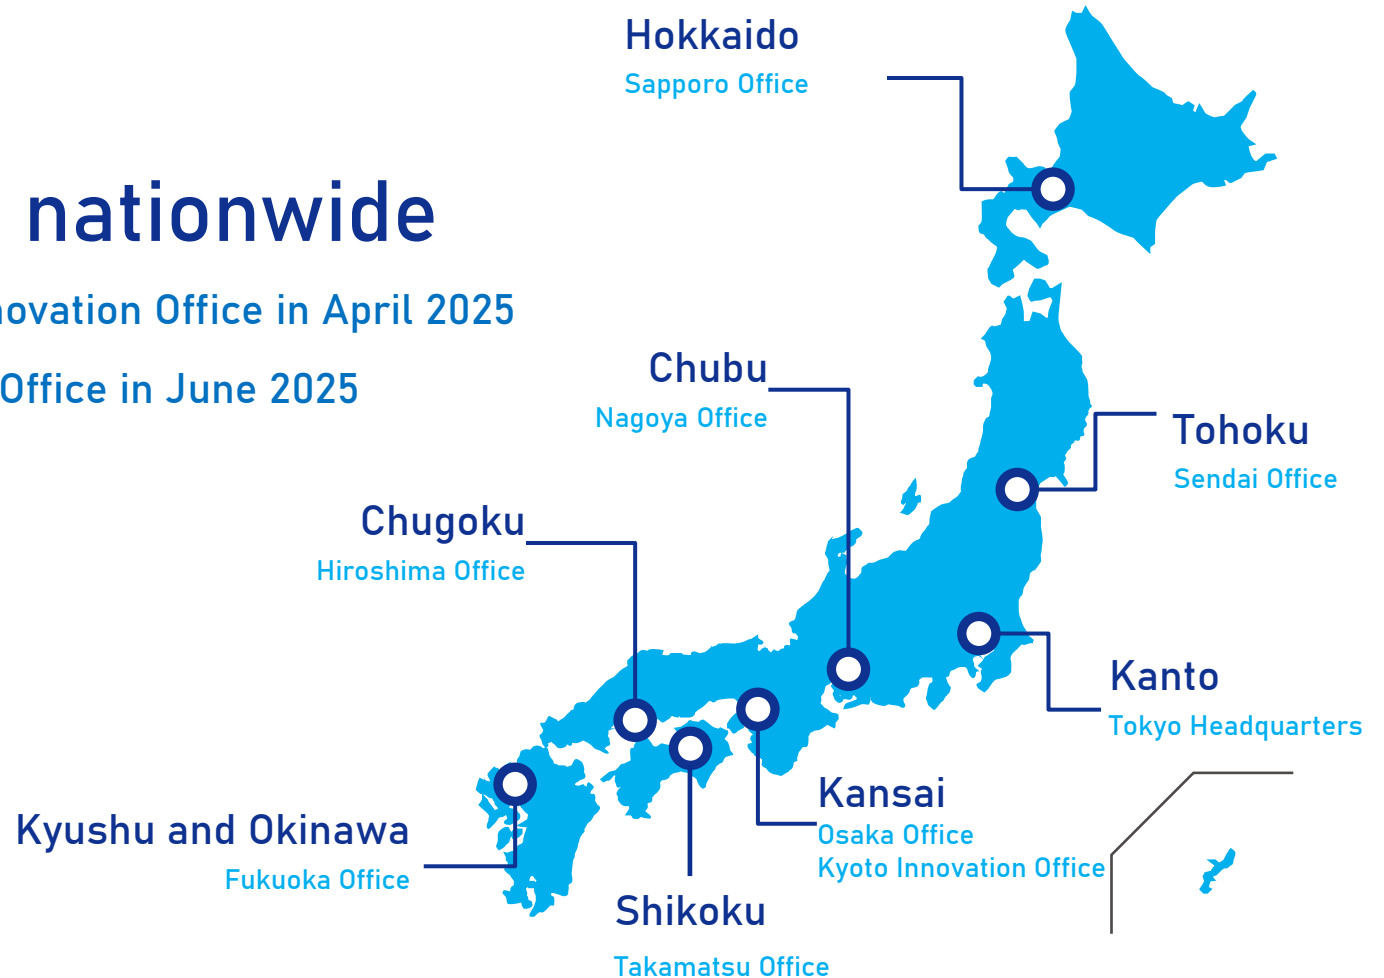 Hokkaido
Sapporo Office
nationwide
ovation Office in April 2025
Office in June 2025
Chubu
Nagoya Office
Tohoku
Sendai Office
Chugoku
Hiroshima Office
Kanto
Tokyo Headquarters
Kansai
Osaka Office
Kyoto Innovation Office
Kyushu and Okinawa
Fukuoka Office
Shikoku
Takamatsu Office